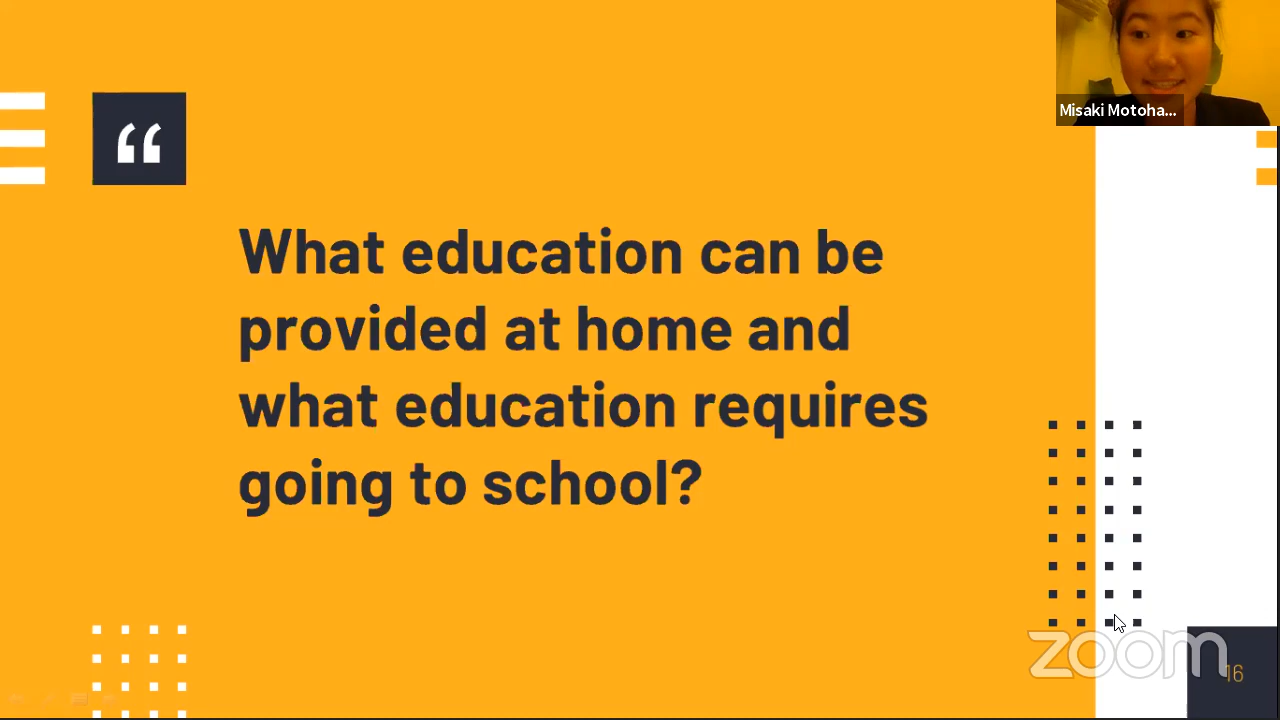 Misaki Motoha...
“
What education can be
provided at home and
what education requires
going to school?
zoom
16